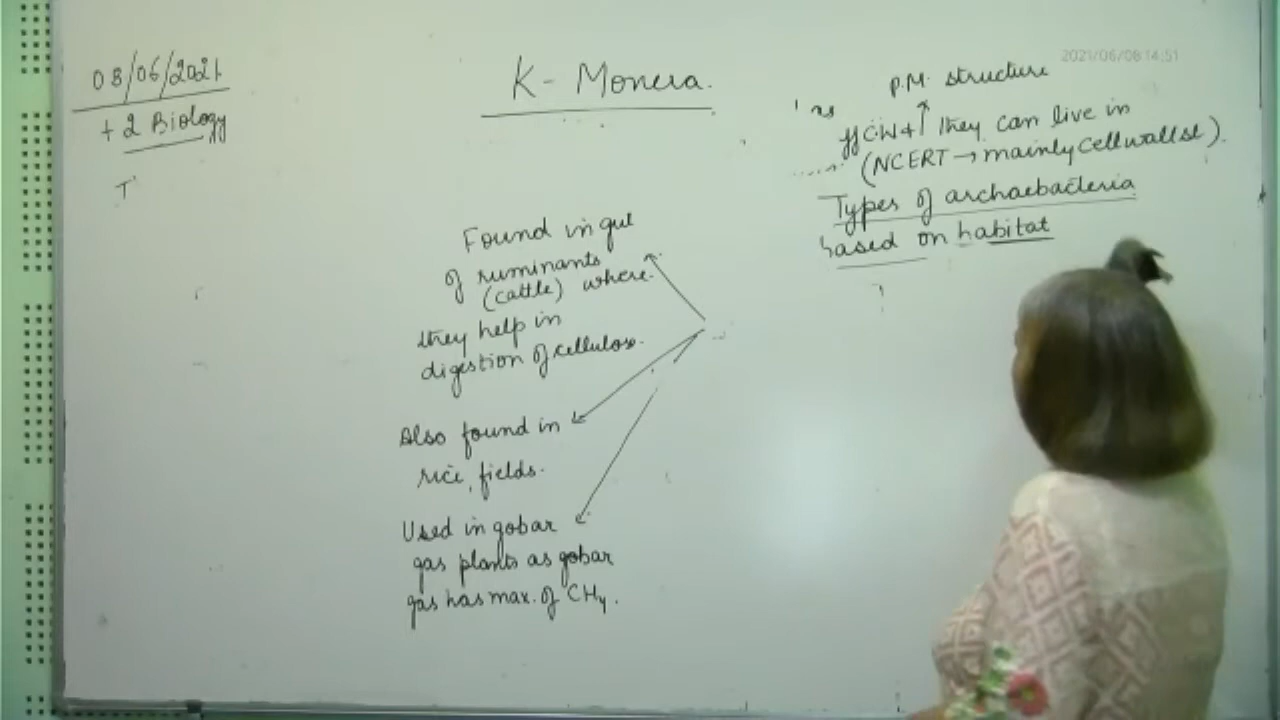 08/06/2021
+2 Biology
T
K - Monera.
Found in gut
of ruminants
(cattle) where
they help in
digestion of cellulose.
Also found in
rice fields.
Used in gobar
gas plants as gobar
gas has max. of CH4.
2021/06/08 14:51
P.M. structure
CW + they can live in
(NCERT → mainly cell wall st).
Types of archaebacteria
based on habitat